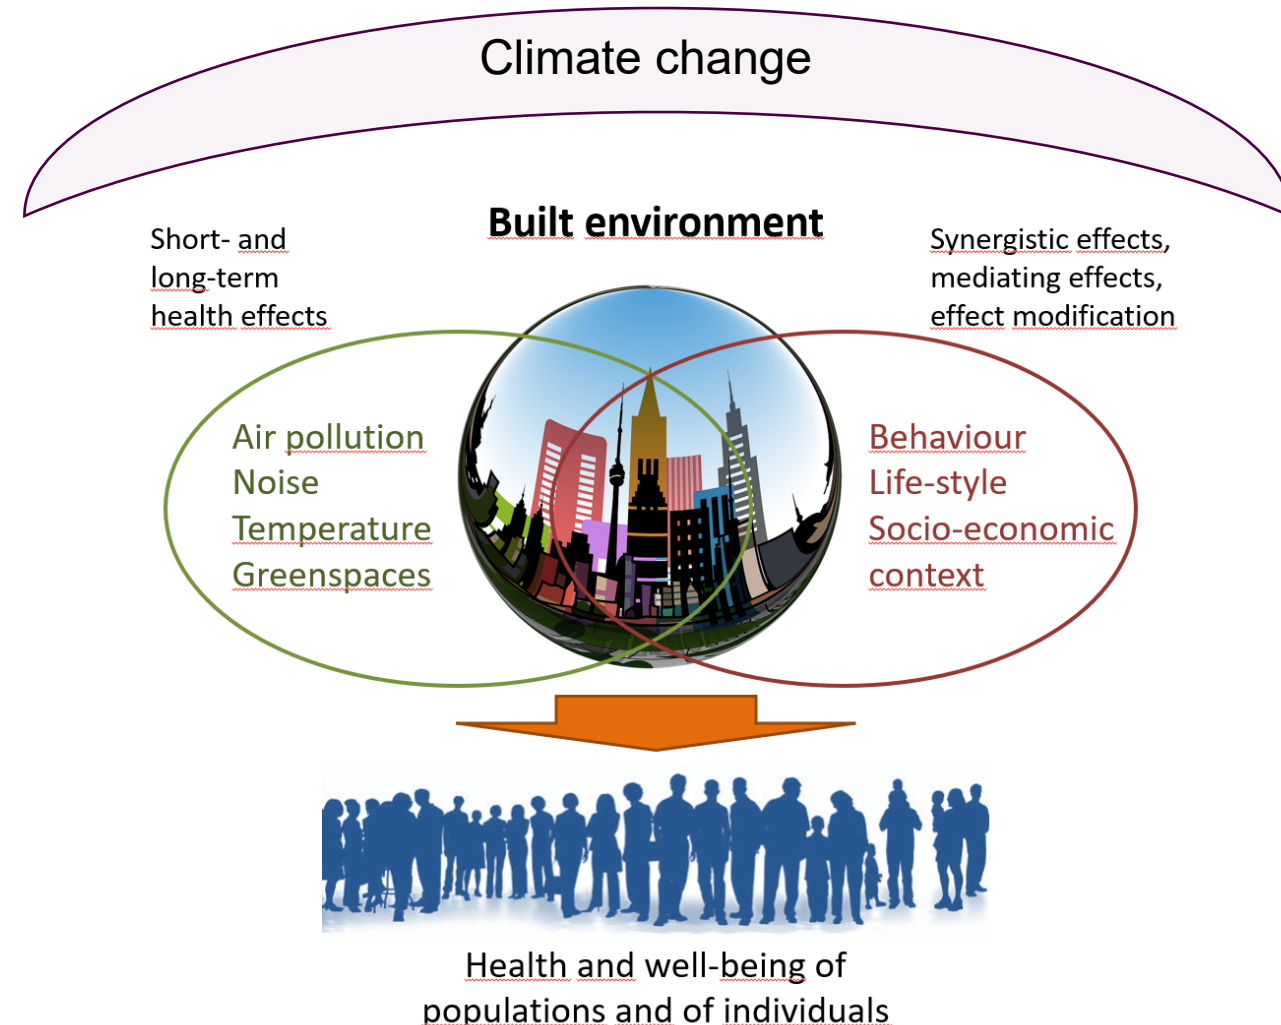 Climate change
Built environment
Short- and
long-term
health effects
Synergistic effects,
mediating effects,
effect modification
Air pollution
Noise
Temperature
Greenspaces
Behaviour
Life-style
Socio-economic
context
Health and well-being of
populations and of individuals